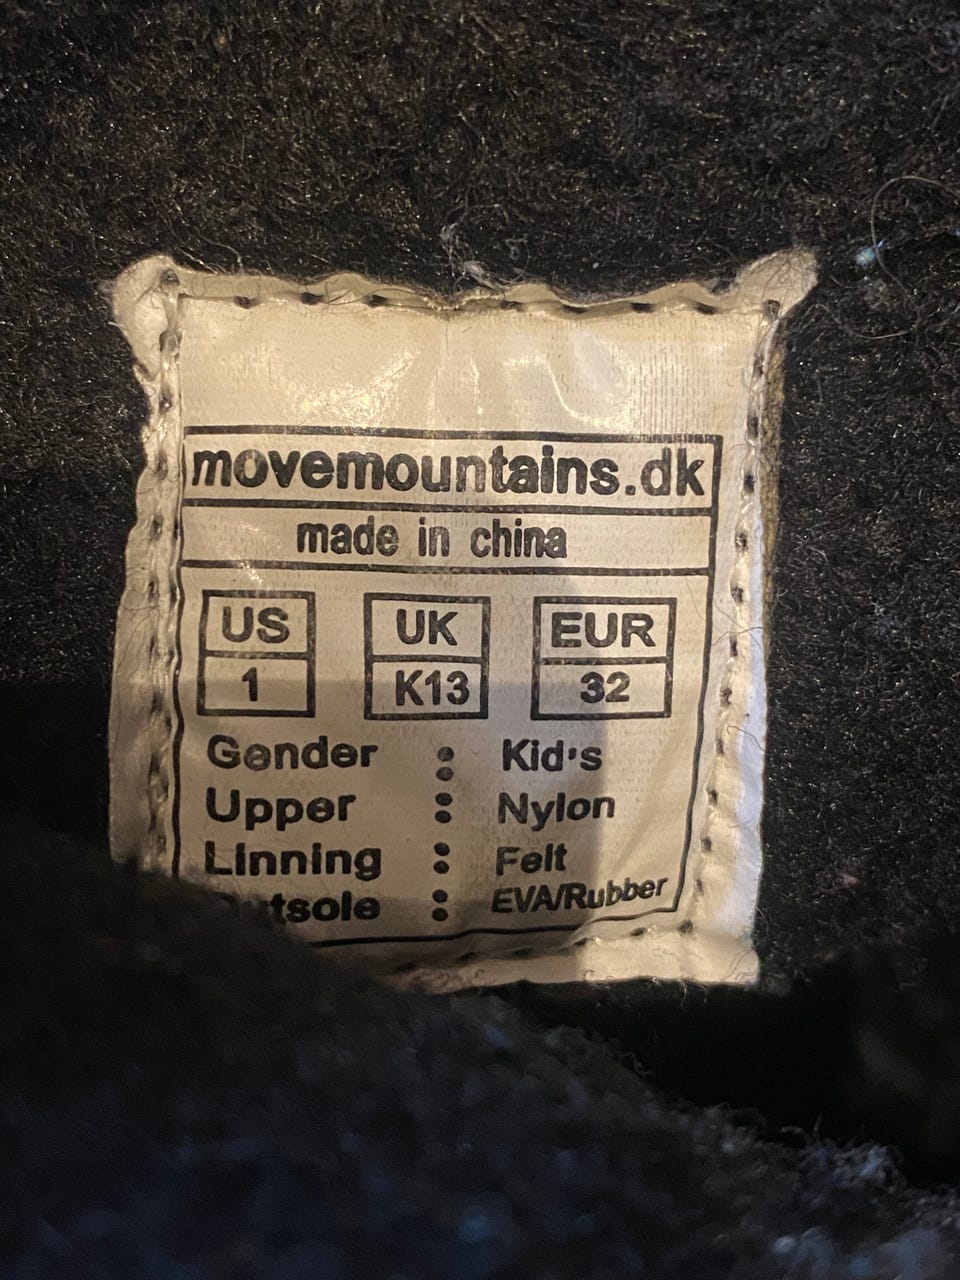 movemountains.dk
made in china
US UK EUR
1 K13 32
Gender : Kid's
Upper : Nylon
Linning : Felt
Outsole : EVA/Rubber